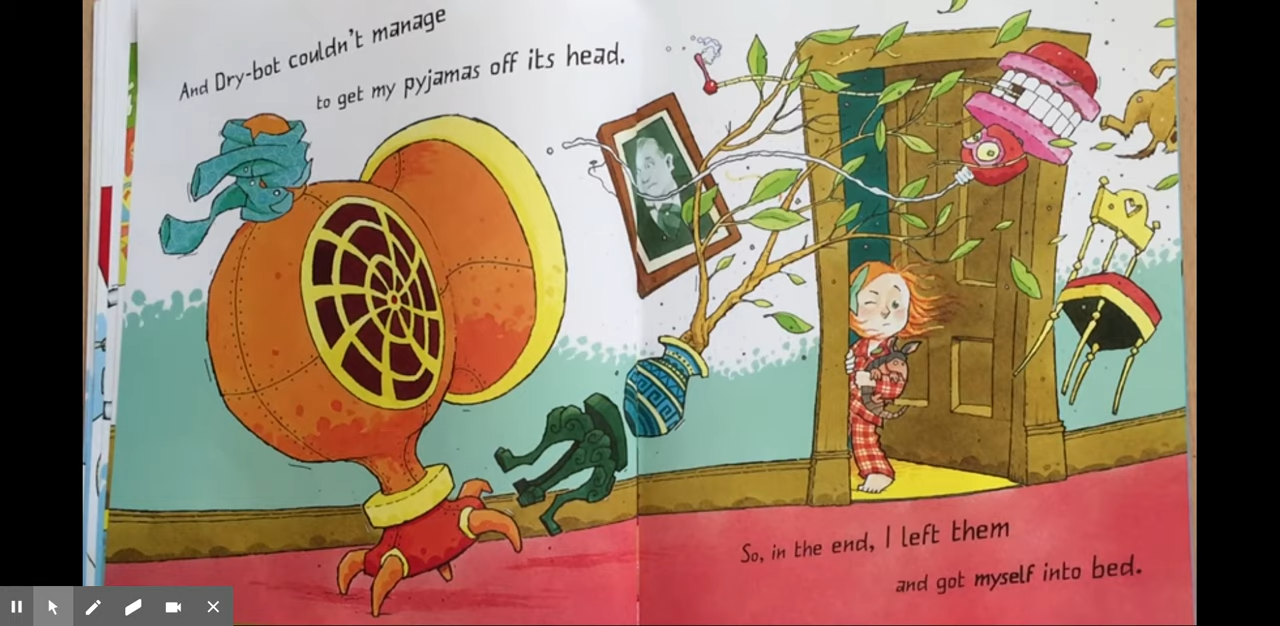 And Dry-bot couldn't manage
to get my pyjamas off its head.
So, in the end, I left them
and got myself into bed.